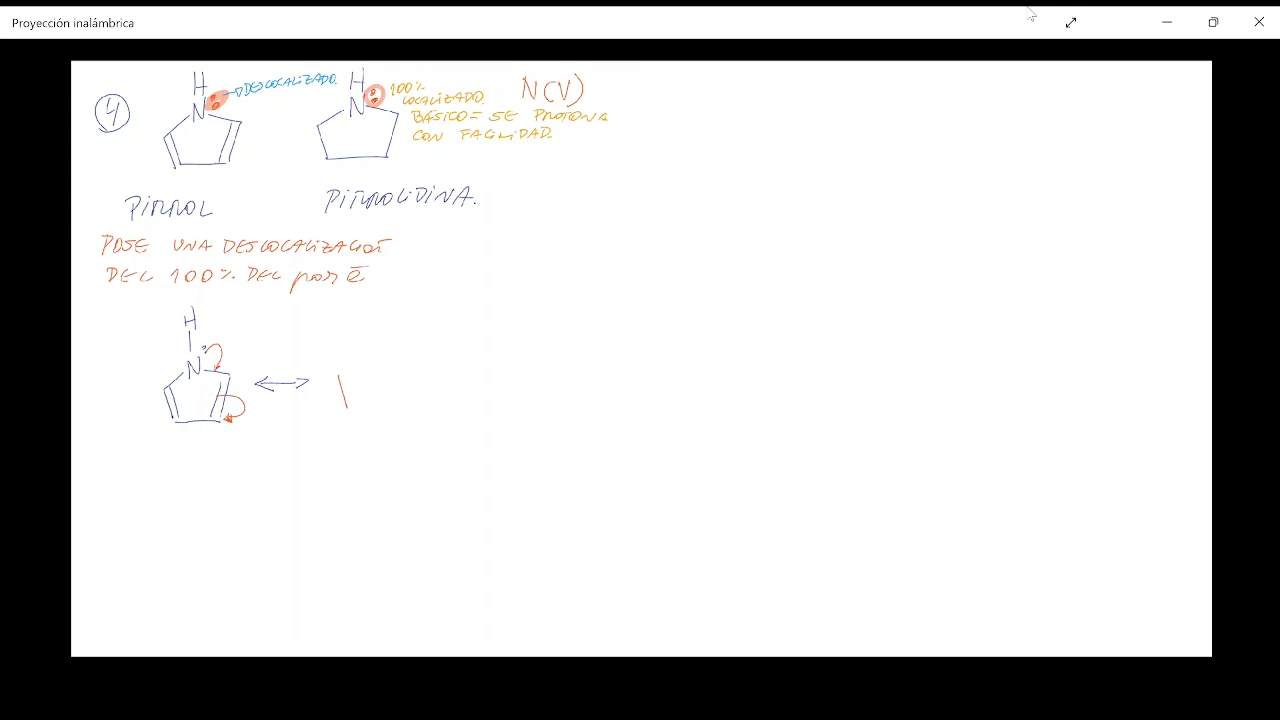 Proyección inalámbrica
4
H
N
DESLOCALIZADO.
H
N
100%
LOCALIZADO.
BÁSICO = SE PROTONA
CON FACILIDAD.
N(V)
PIRROL
PIRROLIDINA.
POSE UNA DESLOCALIZACIÓN
DEL 100% DEL par e
H
N